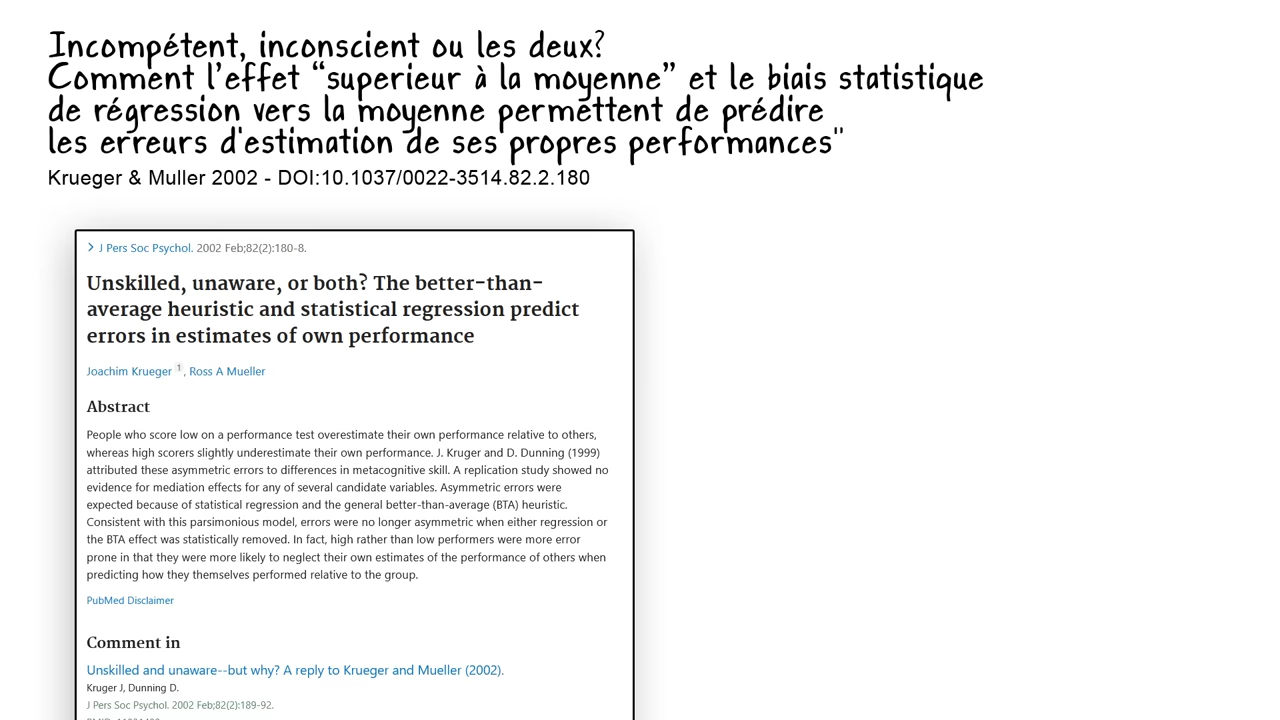 Incompétent, inconscient ou les deux?
Comment l’effet “superieur à la moyenne” et le biais statistique
de régression vers la moyenne permettent de prédire
les erreurs d'estimation de ses propres performances"
Krueger & Muller 2002 - DOI:10.1037/0022-3514.82.2.180
> J Pers Soc Psychol. 2002 Feb;82(2):180-8.
Unskilled, unaware, or both? The better-than-
average heuristic and statistical regression predict
errors in estimates of own performance
Joachim Krueger 1, Ross A Mueller
Abstract
People who score low on a performance test overestimate their own performance relative to others,
whereas high scorers slightly underestimate their own performance. J. Kruger and D. Dunning (1999)
attributed these asymmetric errors to differences in metacognitive skill. A replication study showed no
evidence for mediation effects for any of several candidate variables. Asymmetric errors were
expected because of statistical regression and the general better-than-average (BTA) heuristic.
Consistent with this parsimonious model, errors were no longer asymmetric when either regression or
the BTA effect was statistically removed. In fact, high rather than low performers were more error
prone in that they were more likely to neglect their own estimates of the performance of others when
predicting how they themselves performed relative to the group.
PubMed Disclaimer
Comment in
Unskilled and unaware--but why? A reply to Krueger and Mueller (2002).
Kruger J, Dunning D.
J Pers Soc Psychol. 2002 Feb;82(2):189-92.